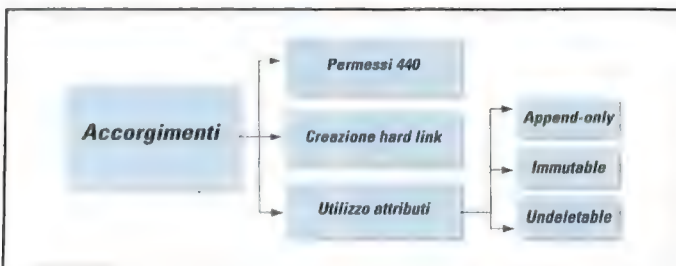 Accorgimenti
Permessi 440
Creazione hard link
Utilizzo attributi
Append-only
Immutable
Undeletable